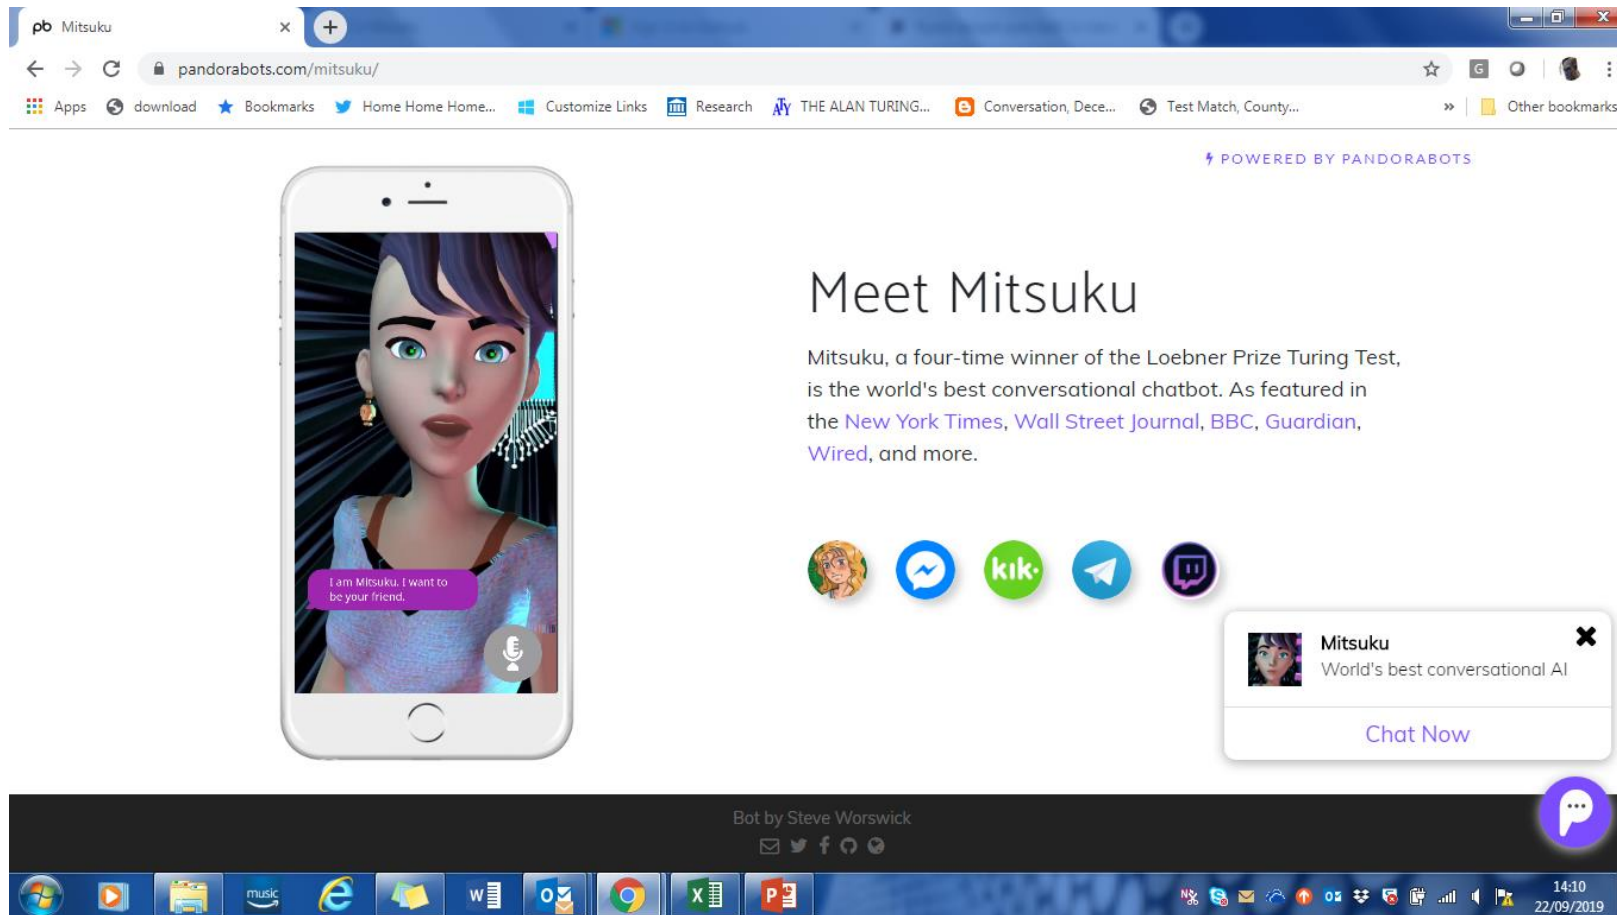 pb Mitsuku
pandorabots.com/mitsuku/
G
Apps download Bookmarks Home Home Home... Customize Links Research ATY THE ALAN TURING... Conversation, Dece... Test Match, County... » Other bookmarks
POWERED BY PANDORABOTS
Meet Mitsuku
Mitsuku, a four-time winner of the Loebner Prize Turing Test,
is the world's best conversational chatbot. As featured in
the New York Times, Wall Street Journal, BBC, Guardian,
Wired, and more.
I am Mitsuku. I want to
be your friend.
kik
Mitsuku
World's best conversational AI
Chat Now
Bot by Steve Worswick
music
14:10
22/09/2019